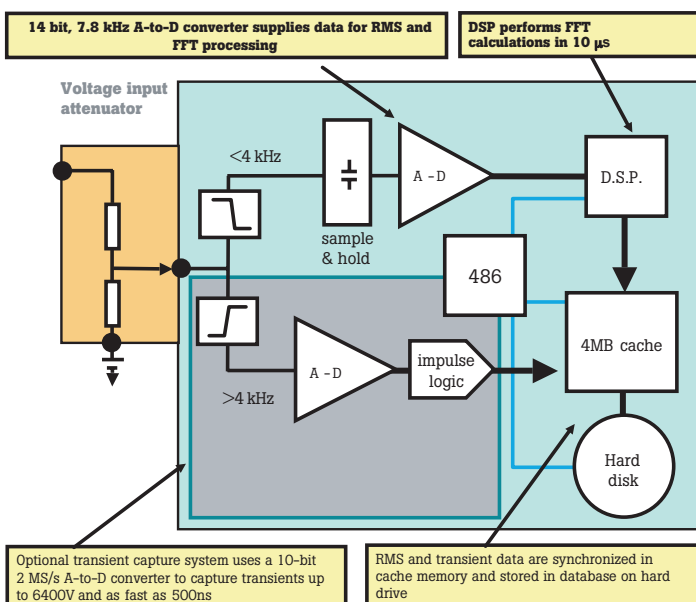 14 bit, 7.8 kHz A-to-D converter supplies data for RMS and
FFT processing
DSP performs FFT
calculations in 10 µs
Voltage input
attenuator
<4 kHz
A - D
D.S.P.
sample
& hold
486
4MB cache
A - D
impulse
logic
>4 kHz
Hard
disk
Optional transient capture system uses a 10-bit
2 MS/s A-to-D converter to capture transients up
to 6400V and as fast as 500ns
RMS and transient data are synchronized in
cache memory and stored in database on hard
drive